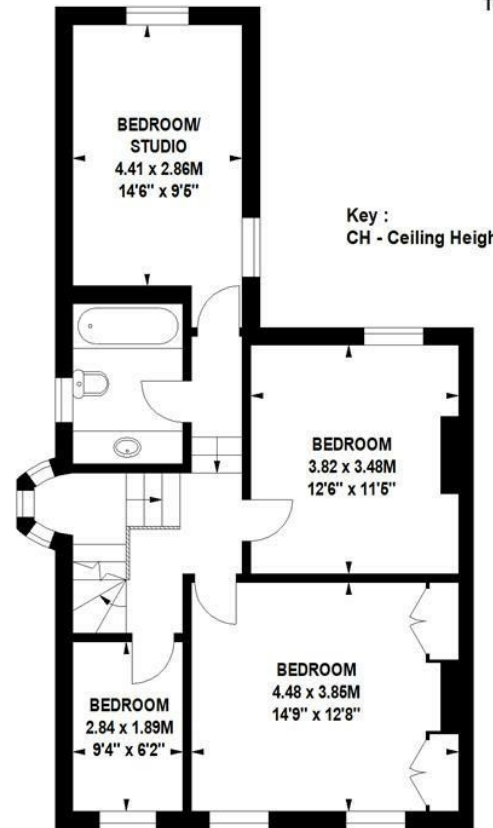 BEDROOM/
STUDIO
4.41 x 2.86M
14'6" x 9'5"
Key :
CH - Ceiling Heigh
BEDROOM
3.82 x 3.48M
12'6" x 11'5"
BEDROOM
4.48 x 3.85M
14'9" x 12'8"
BEDROOM
2.84 x 1.89M
9'4" x 6'2"